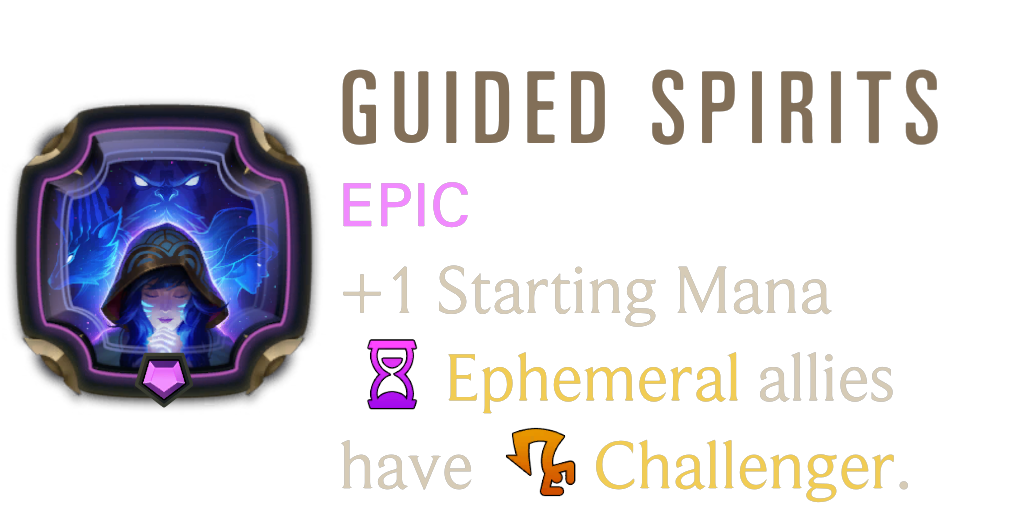 GUIDED SPIRITS
EPIC
+1 Starting Mana
Ephemeral allies
have Challenger.